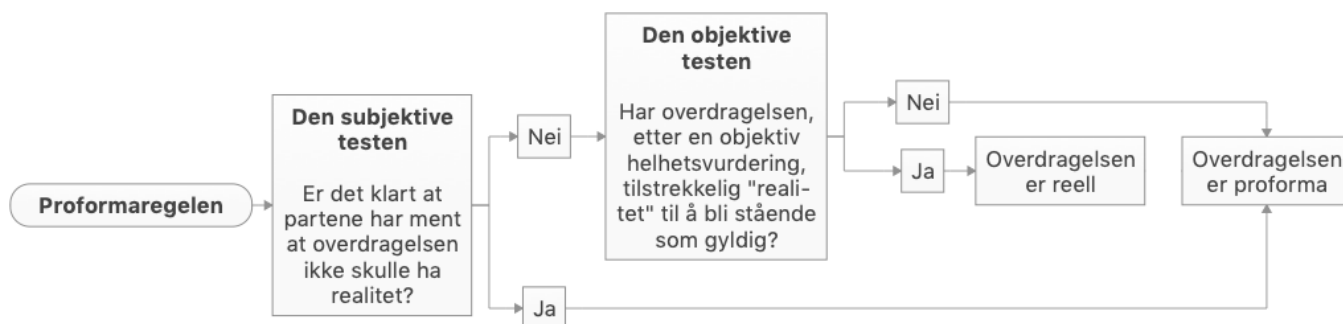 Proformaregelen
Den subjektive
testen
Er det klart at
partene har ment
at overdragelsen
ikke skulle ha
realitet?
Nei
Ja
Den objektive
testen
Har overdragelsen,
etter en objektiv
helhetsvurdering,
tilstrekkelig "reali-
tet" til å bli stående
som gyldig?
Nei
Ja
Overdragelsen
er reell
Overdragelsen
er proforma